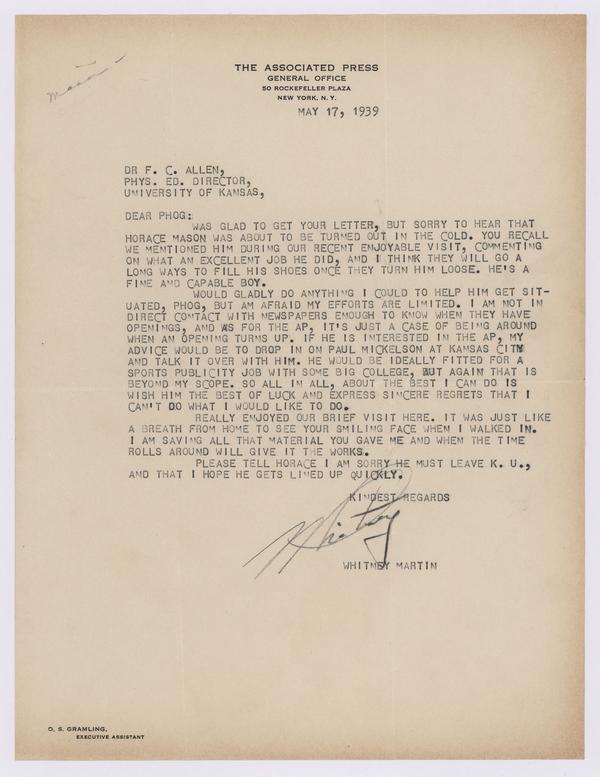 Mason
THE ASSOCIATED PRESS
GENERAL OFFICE
50 ROCKEFELLER PLAZA
NEW YORK, N. Y.
MAY 17, 1939
DR F. C. ALLEN,
PHYS. ED. DIRECTOR,
UNIVERSITY OF KANSAS,
DEAR PHOG:
WAS GLAD TO GET YOUR LETTER, BUT SORRY TO HEAR THAT
HORACE MASON WAS ABOUT TO BE TURNED OUT IN THE COLD. YOU RECALL
WE MENTIONED HIM DURING OUR RECENT ENJOYABLE VISIT, COMMENTING
ON WHAT AN EXCELLENT JOB HE DID, AND I THINK THEY WILL GO A
LONG WAYS TO FILL HIS SHOES ONCE THEY TURN HIM LOOSE. HE'S A
FINE AND CAPABLE BOY.
WOULD GLADLY DO ANYTHING I COULD TO HELP HIM GET SIT-
UATED, PHOG, BUT AM AFRAID MY EFFORTS ARE LIMITED. I AM NOT IN
DIRECT CONTACT WITH NEWSPAPERS ENOUGH TO KNOW WHEN THEY HAVE
OPENINGS, AND AS FOR THE AP, IT'S JUST A CASE OF BEING AROUND
WHEN AN OPENING TURNS UP. IF HE IS INTERESTED IN THE AP, MY
ADVICE WOULD BE TO DROP IN ON PAUL MICKELSON AT KANSAS CITY
AND TALK IT OVER WITH HIM. HE WOULD BE IDEALLY FITTED FOR A
SPORTS PUBLICITY JOB WITH SOME BIG COLLEGE, BUT AGAIN THAT IS
BEYOND MY SCOPE. SO ALL IN ALL, ABOUT THE BEST I CAN DO IS
WISH HIM THE BEST OF LUCK AND EXPRESS SINCERE REGRETS THAT I
CAN'T DO WHAT I WOULD LIKE TO DO.
REALLY ENJOYED OUR BRIEF VISIT HERE. IT WAS JUST LIKE
A BREATH FROM HOME TO SEE YOUR SMILING FACE WHEN I WALKED IN.
I AM SAVING ALL THAT MATERIAL YOU GAVE ME AND WHEN THE TIME
ROLLS AROUND WILL GIVE IT THE WORKS.
PLEASE TELL HORACE I AM SORRY HE MUST LEAVE K. U.,
AND THAT I HOPE HE GETS LINED UP QUICKLY.
KINDEST REGARDS
Whitney
WHITNEY MARTIN
O. S. GRAMLING,
EXECUTIVE ASSISTANT